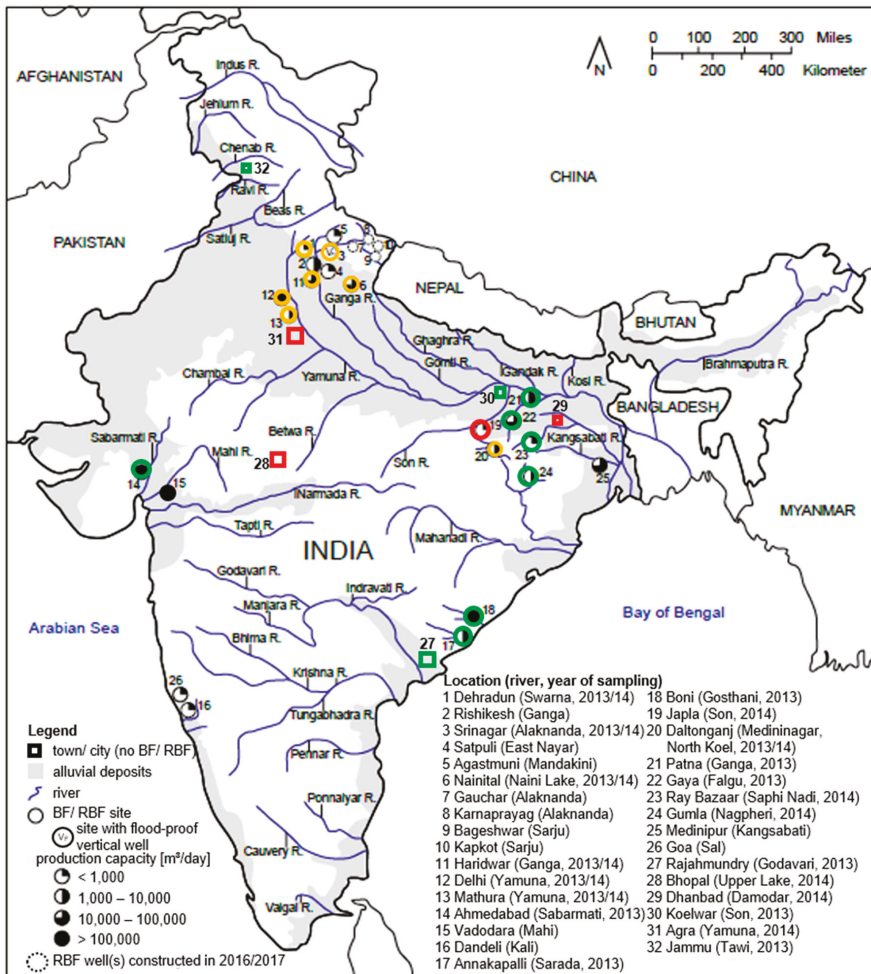 0 100 200 300 Miles
0 200 400 Kilometer
N
AFGHANISTAN
Indus R.
Jehlum R.
Chenab R.
32
CHINA
Ravi R.
Beas R.
PAKISTAN
Satluj R.
1
5
8
10
2
3
7
9
4
NEPAL
11
6
12
Ganga R.
13
BHUTAN
31
Ghaghra R.
Gomti R.
Brahmaputra R.
Chambal R.
Yamuna R.
Gandak R.
Kosi R.
30
21
29
BANGLADESH
22
Sabarmati R.
Betwa R.
19
Kangsabati R.
Mahi R.
28
Son R.
20
23
14
15
24
25
Narmada R.
MYANMAR
Tapti R.
INDIA
Mahanadi R.
Godavari R.
Indravati R.
Manjara R.
18
Arabian Sea
Bay of Bengal
Bhima R.
27
17
Krishna R.
26
16
Tungabhadra R.
Pennar R.
Ponnaiyar R.
Cauvery R.
Vaigai R.
Legend
town/ city (no BF/ RBF)
alluvial deposits
river
BF/ RBF site
site with flood-proof
vertical well
production capacity [m³/day]
< 1,000
1,000 – 10,000
10,000 – 100,000
> 100,000
RBF well(s) constructed in 2016/2017
Location (river, year of sampling)
1 Dehradun (Swarna, 2013/14)
2 Rishikesh (Ganga)
3 Srinagar (Alaknanda, 2013/14)
4 Satpuli (East Nayar)
5 Agastmuni (Mandakini)
6 Nainital (Naini Lake, 2013/14)
7 Gauchar (Alaknanda)
8 Karnaprayag (Alaknanda)
9 Bageshwar (Sarju)
10 Kapkot (Sarju)
11 Haridwar (Ganga, 2013/14)
12 Delhi (Yamuna, 2013/14)
13 Mathura (Yamuna, 2013/14)
14 Ahmedabad (Sabarmati, 2013)
15 Vadodara (Mahi)
16 Dandeli (Kali)
17 Annakapalli (Sarada, 2013)
18 Boni (Gosthani, 2013)
19 Japla (Son, 2014)
20 Daltonganj (Medininagar,
North Koel, 2013/14)
21 Patna (Ganga, 2013)
22 Gaya (Falgu, 2013)
23 Ray Bazaar (Saphi Nadi, 2014)
24 Gumla (Nagpheri, 2014)
25 Medinipur (Kangsabati)
26 Goa (Sal)
27 Rajahmundry (Godavari, 2013)
28 Bhopal (Upper Lake, 2014)
29 Dhanbad (Damodar, 2014)
30 Koelwar (Son, 2013)
31 Agra (Yamuna, 2014)
32 Jammu (Tawi, 2013)